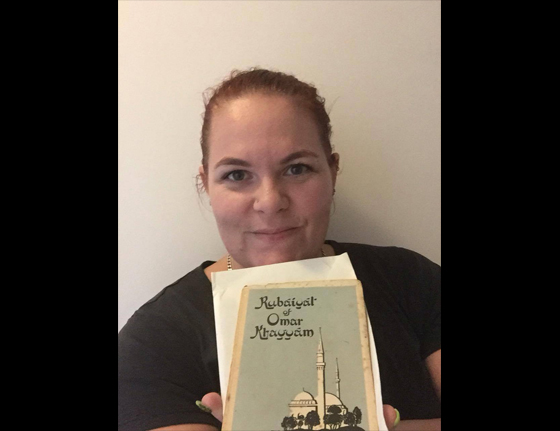 Rubáiyát
of
Omar
Khayyám